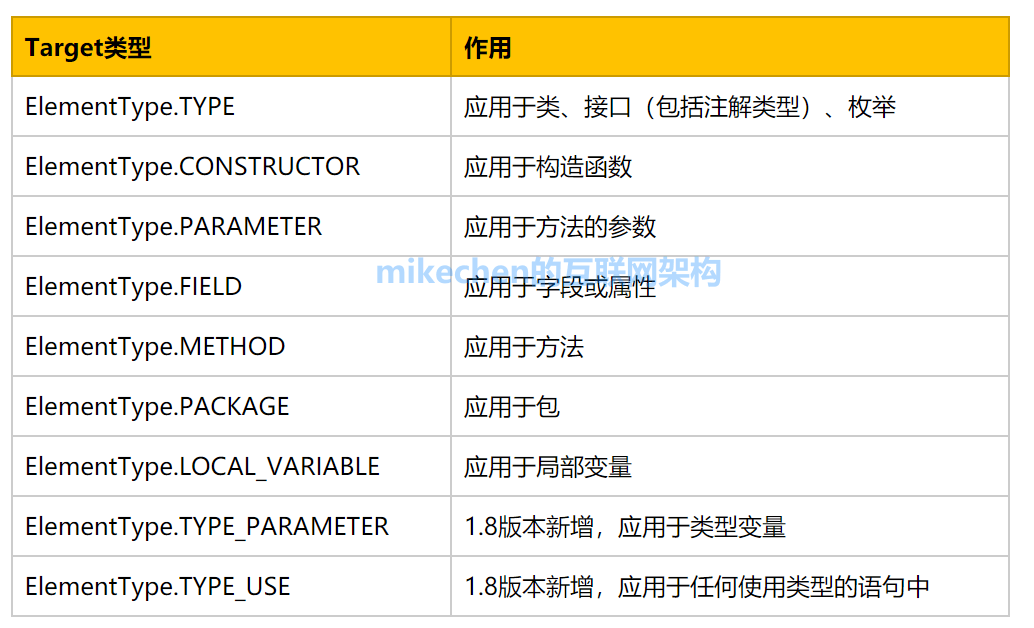 Target类型 作用
ElementType.TYPE 应用于类、接口（包括注解类型）、枚举
ElementType.CONSTRUCTOR 应用于构造函数
ElementType.PARAMETER 应用于方法的参数
mikechen的互联网架构
ElementType.FIELD 应用于字段或属性
ElementType.METHOD 应用于方法
ElementType.PACKAGE 应用于包
ElementType.LOCAL_VARIABLE 应用于局部变量
ElementType.TYPE_PARAMETER 1.8版本新增，应用于类型变量
ElementType.TYPE_USE 1.8版本新增，应用于任何使用类型的语句中